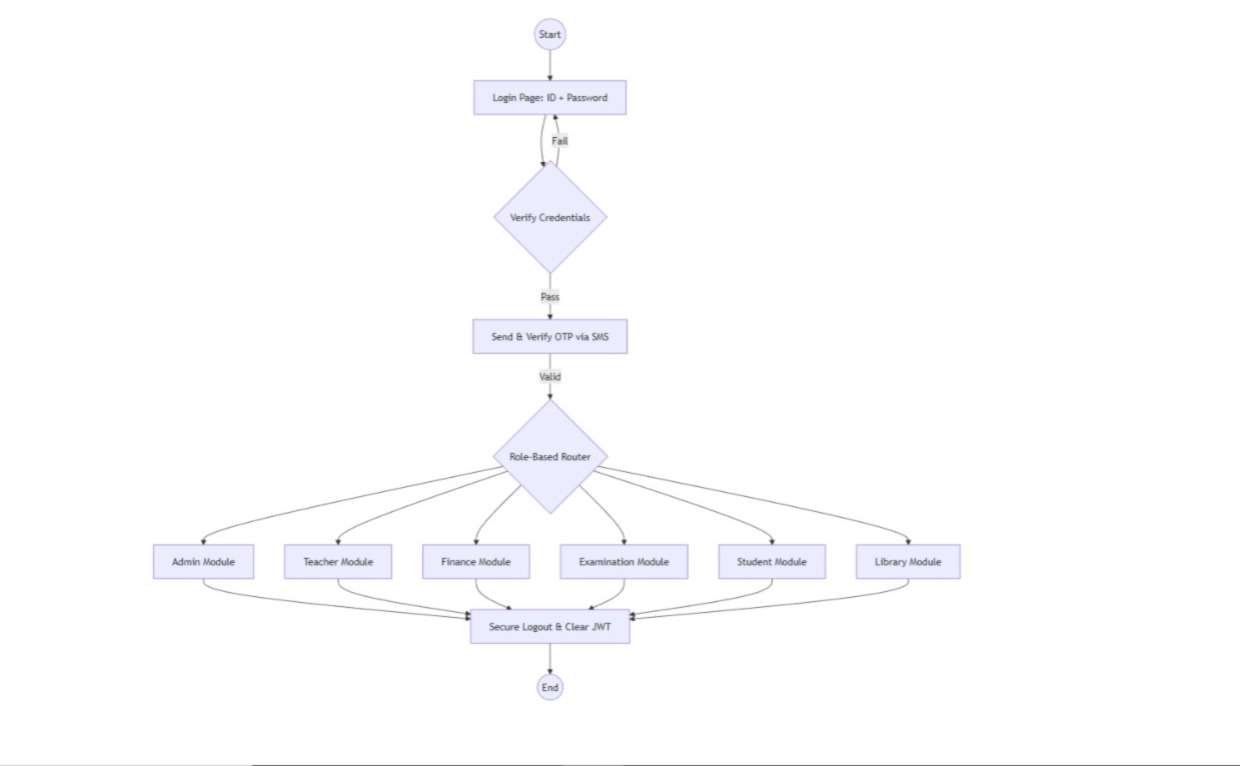 Start
Login Page: ID + Password
Fail
Verify Credentials
Pass
Send & Verify OTP via SMS
Valid
Role-Based Router
Admin Module
Teacher Module
Finance Module
Examination Module
Student Module
Library Module
Secure Logout & Clear JWT
End